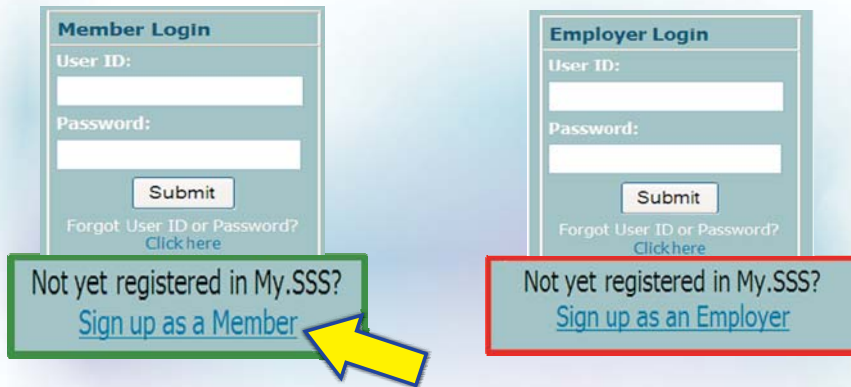 Member Login
User ID:
Password:
Submit
Forgot User ID or Password?
Click here
Not yet registered in My.SSS?
Sign up as a Member
Employer Login
User ID:
Password:
Submit
Forgot User ID or Password?
Click here
Not yet registered in My.SSS?
Sign up as an Employer